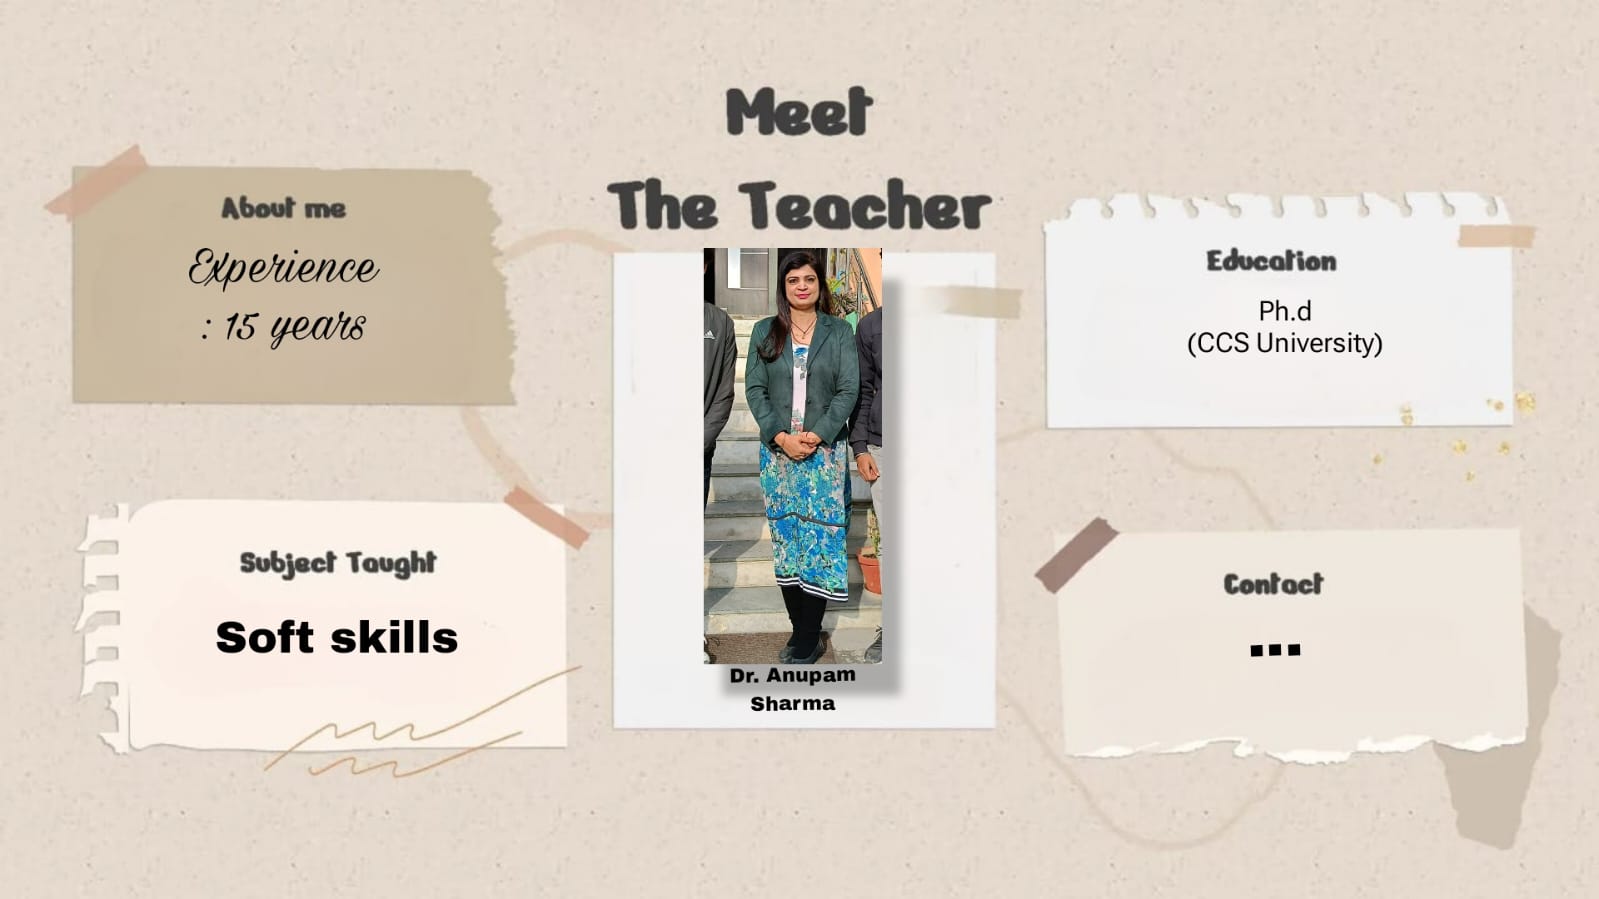 Meet
The Teacher
About me
Experience
: 15 years
Education
Ph.d
(CCS University)
Subject Taught
Soft skills
Contact
...
Dr. Anupam
Sharma